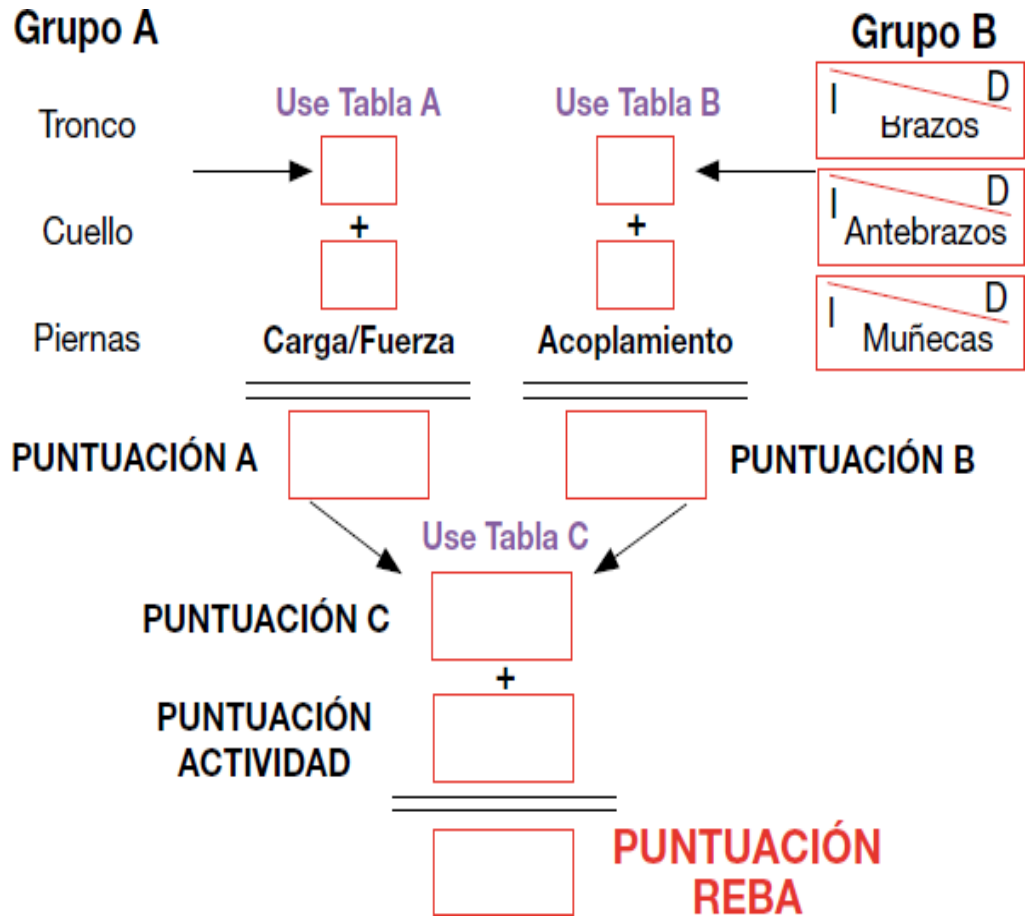 Grupo A
Grupo B
Use Tabla A
Use Tabla B
I D
Brazos
Tronco
+
+
Cuello
I D
Antebrazos
Piernas
Carga/Fuerza
Acoplamiento
I D
Muñecas
PUNTUACIÓN A
PUNTUACIÓN B
Use Tabla C
PUNTUACIÓN C
+
PUNTUACIÓN
ACTIVIDAD
PUNTUACIÓN
REBA